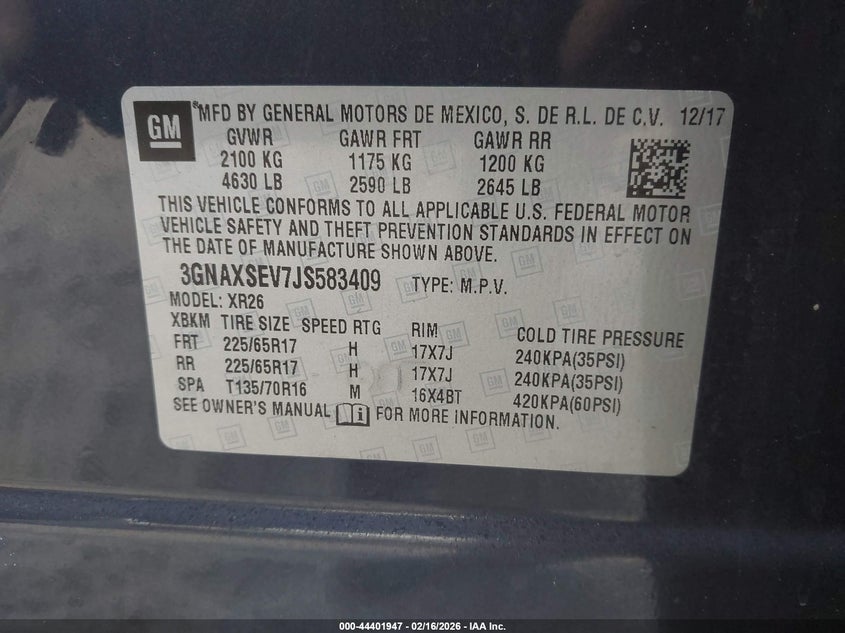 GM
MFD BY GENERAL MOTORS DE MEXICO, S. DE R.L. DE C.V. 12/17
GVWR GAWR FRT GAWR RR
2100 KG 1175 KG 1200 KG
4630 LB 2590 LB 2645 LB
THIS VEHICLE CONFORMS TO ALL APPLICABLE U.S. FEDERAL MOTOR
VEHICLE SAFETY AND THEFT PREVENTION STANDARDS IN EFFECT ON
THE DATE OF MANUFACTURE SHOWN ABOVE.
3GNAXSEV7JS583409 TYPE: M.P.V.
MODEL: XR26
XBKM TIRE SIZE SPEED RTG RIM COLD TIRE PRESSURE
FRT 225/65R17 H 17X7J 240KPA(35PSI)
RR 225/65R17 H 17X7J 240KPA(35PSI)
SPA T135/70R16 M 16X4BT 420KPA(60PSI)
SEE OWNER'S MANUAL i FOR MORE INFORMATION.
000-44401947 - 02/16/2026 - IAA Inc.